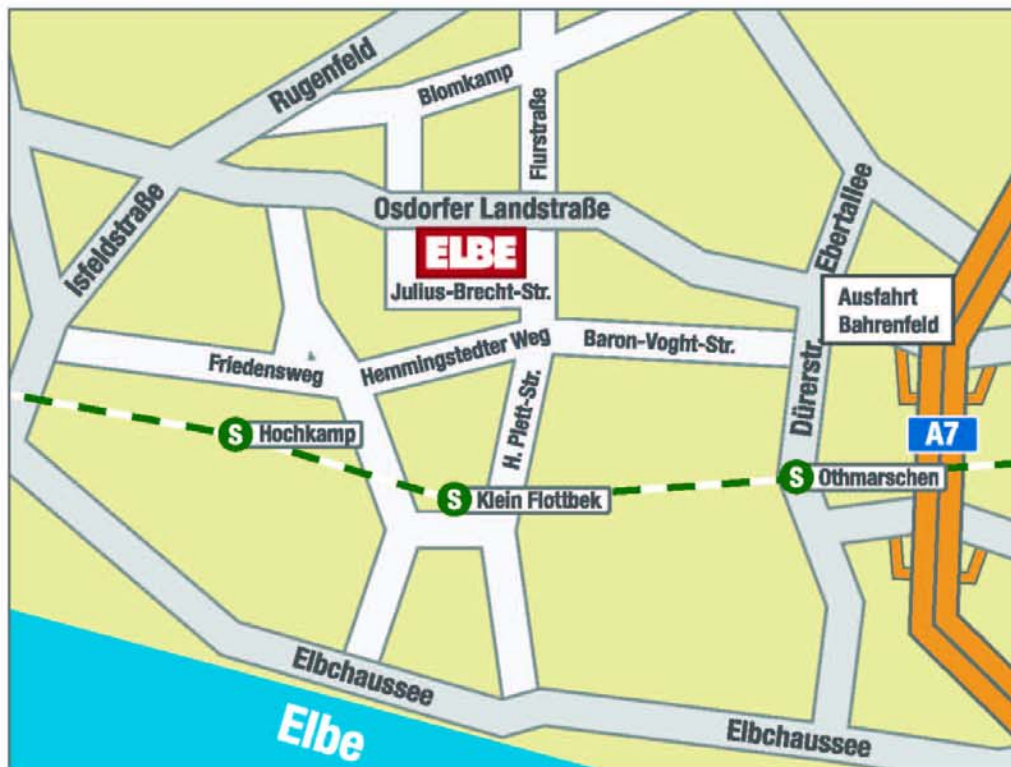 Rugenfeld
Blomkamp
Flurstraße
Isfeldstraße
Osdorfer Landstraße
Ebertallee
ELBE
Julius-Brecht-Str.
Ausfahrt
Bahrenfeld
Friedensweg
Hemmingstedter Weg
Baron-Voght-Str.
Dürerstr.
H. Plett-Str.
S Hochkamp
A7
S Klein Flottbek
S Othmarschen
Elbchaussee
Elbe
Elbchaussee